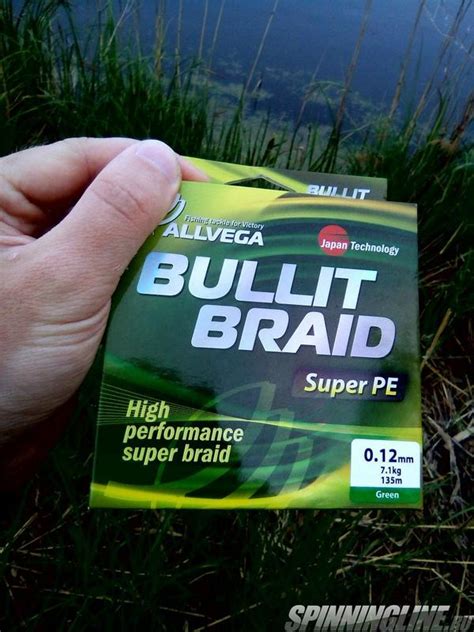 BULLIT
Fishing tackle for Victory
ALLVEGA
Japan Technology
BULLIT
BRAID
Super PE
High
performance
super braid
0.12mm
7.1kg
135m
Green
SPINNINGLINE.RU